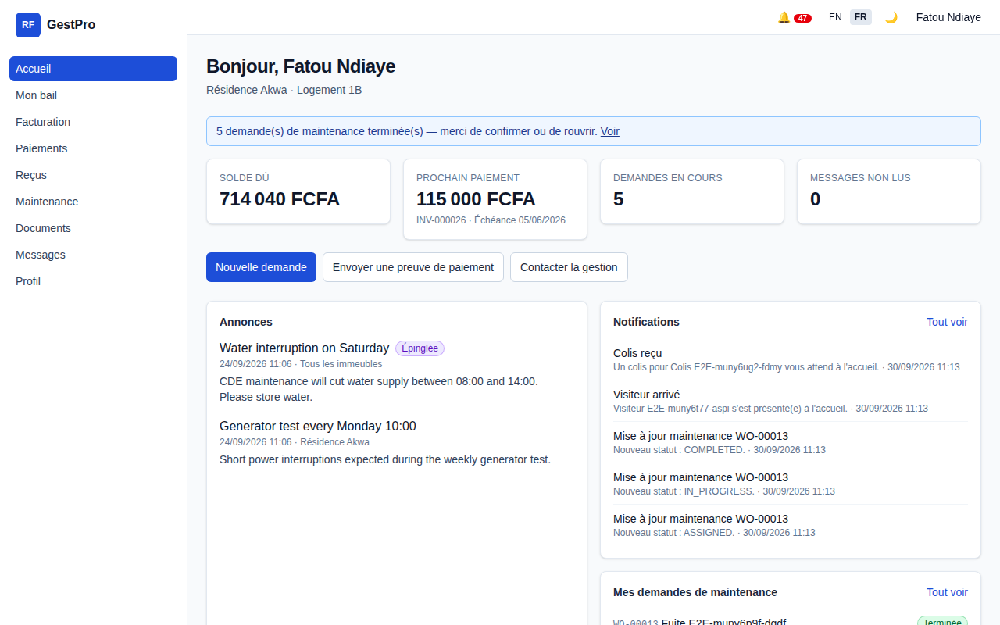 RF GestPro
🔔 47 EN FR 🌙 Fatou Ndiaye
Accueil
Mon bail
Facturation
Paiements
Reçus
Maintenance
Documents
Messages
Profil
Bonjour, Fatou Ndiaye
Résidence Akwa · Logement 1B
5 demande(s) de maintenance terminée(s) — merci de confirmer ou de rouvrir. Voir
SOLDE DÛ
714 040 FCFA
PROCHAIN PAIEMENT
115 000 FCFA
INV-000026 · Échéance 05/06/2026
DEMANDES EN COURS
5
MESSAGES NON LUS
0
Nouvelle demande
Envoyer une preuve de paiement
Contacter la gestion
Annonces
Water interruption on Saturday Épinglée
24/09/2026 11:06 · Tous les immeubles
CDE maintenance will cut water supply between 08:00 and 14:00.
Please store water.
Generator test every Monday 10:00
24/09/2026 11:06 · Résidence Akwa
Short power interruptions expected during the weekly generator test.
Notifications Tout voir
Colis reçu
Un colis pour Colis E2E-muny6ug2-fdmy vous attend à l'accueil. · 30/09/2026 11:13
Visiteur arrivé
Visiteur E2E-muny6t77-aspi s'est présenté(e) à l'accueil. · 30/09/2026 11:13
Mise à jour maintenance WO-00013
Nouveau statut : COMPLETED. · 30/09/2026 11:13
Mise à jour maintenance WO-00013
Nouveau statut : IN_PROGRESS. · 30/09/2026 11:13
Mise à jour maintenance WO-00013
Nouveau statut : ASSIGNED. · 30/09/2026 11:13
Mes demandes de maintenance Tout voir
WO-00013 Fuite E2E-muny6p9f-dqdf Terminée